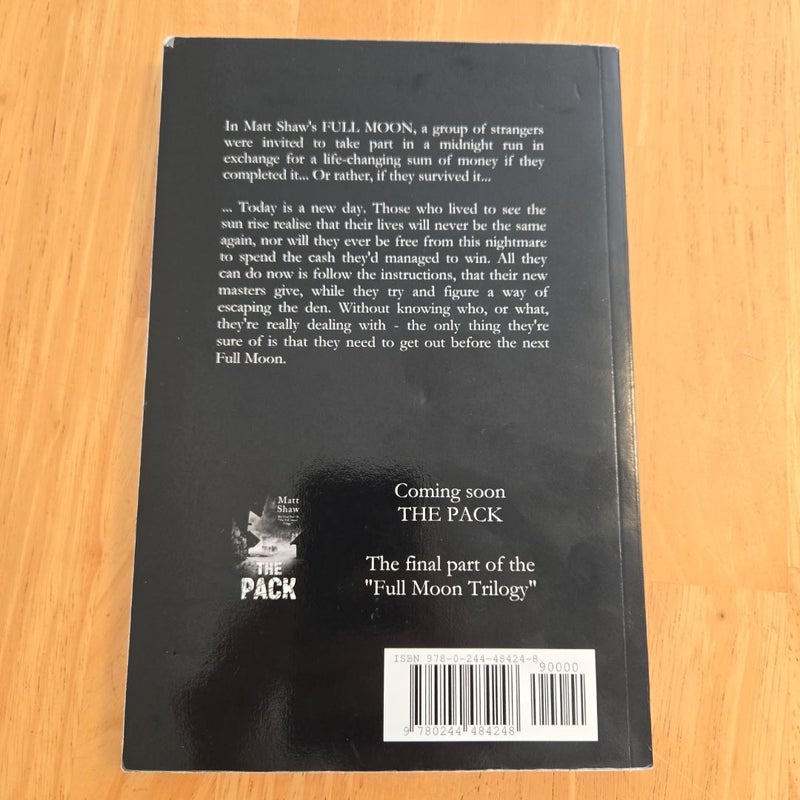 In Matt Shaw's FULL MOON, a group of strangers
were invited to take part in a midnight run in
exchange for a life-changing sum of money if they
completed it... Or rather, if they survived it...
... Today is a new day. Those who lived to see the
sun rise realise that their lives will never be the same
again, nor will they ever be free from this nightmare
to spend the cash they'd managed to win. All they
can do now is follow the instructions, that their new
masters give, while they try and figure a way of
escaping the den. Without knowing who, or what,
they're really dealing with - the only thing they're
sure of is that they need to get out before the next
Full Moon.
Matt
Shaw
THE
PACK
Coming soon
THE PACK
The final part of the
"Full Moon Trilogy"
ISBN 978-0-244-48424-8
90000
9 780244 484248